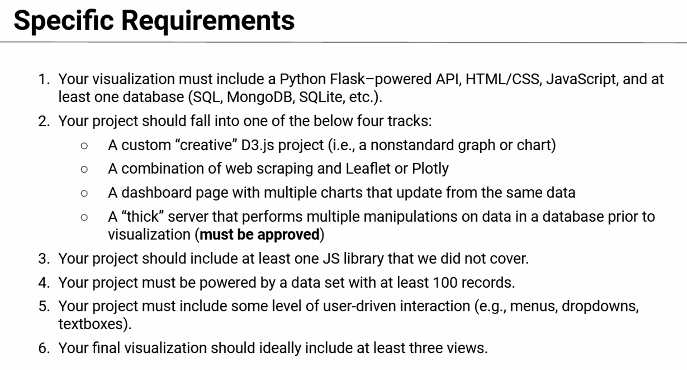 Specific Requirements
1. Your visualization must include a Python Flask–powered API, HTML/CSS, JavaScript, and at
least one database (SQL, MongoDB, SQLite, etc.).
2. Your project should fall into one of the below four tracks:
○ A custom “creative” D3.js project (i.e., a nonstandard graph or chart)
○ A combination of web scraping and Leaflet or Plotly
○ A dashboard page with multiple charts that update from the same data
○ A “thick” server that performs multiple manipulations on data in a database prior to
visualization (must be approved)
3. Your project should include at least one JS library that we did not cover.
4. Your project must be powered by a data set with at least 100 records.
5. Your project must include some level of user-driven interaction (e.g., menus, dropdowns,
textboxes).
6. Your final visualization should ideally include at least three views.